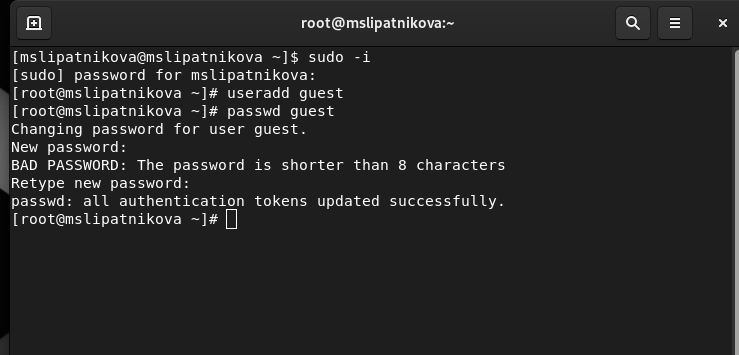 root@mslipatnikova:~
[mslipatnikova@mslipatnikova ~]$ sudo -i
[sudo] password for mslipatnikova:
[root@mslipatnikova ~]# useradd guest
[root@mslipatnikova ~]# passwd guest
Changing password for user guest.
New password:
BAD PASSWORD: The password is shorter than 8 characters
Retype new password:
passwd: all authentication tokens updated successfully.
[root@mslipatnikova ~]#